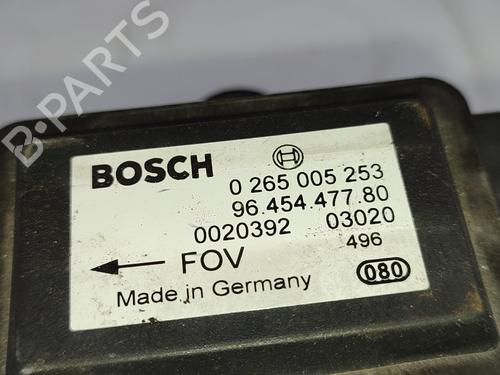 BOSCH
0 265 005 253
96.454.477.80
0020392 03020
FOV 496
Made in Germany 080
B-PARTS